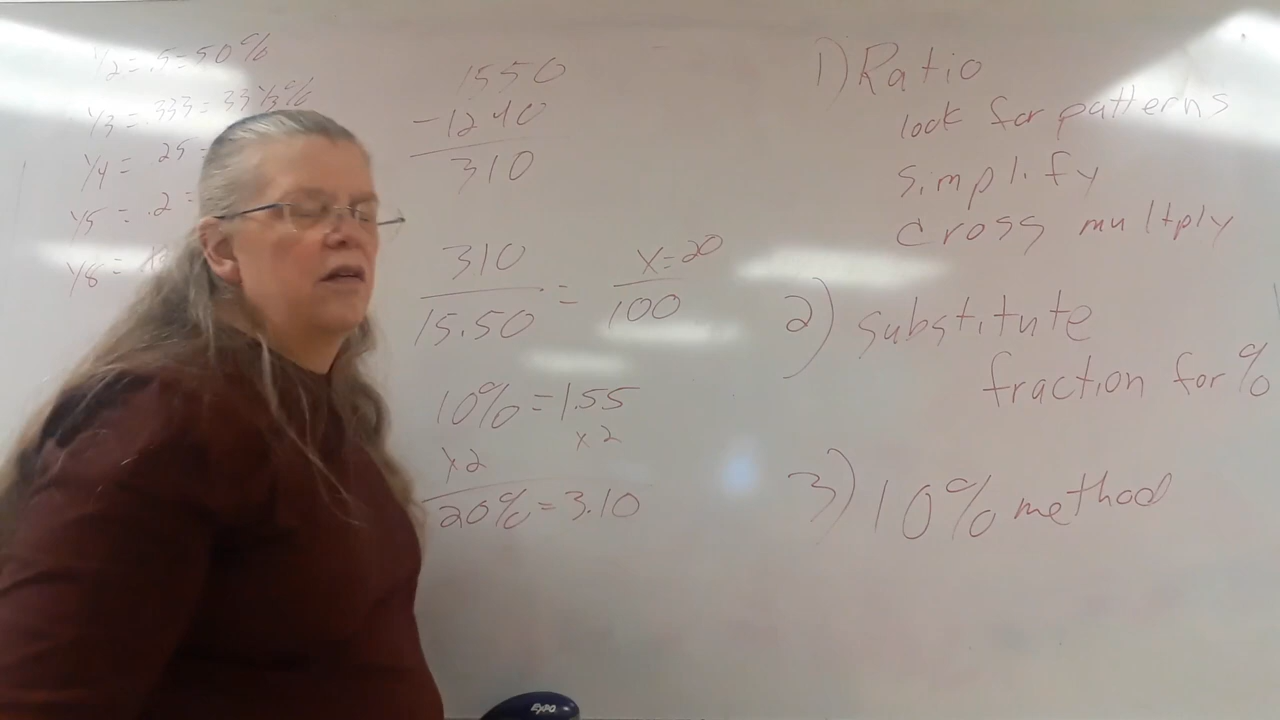 1/2 = .5 = 50%
1/3 = .333 = 33 1/3%
1/4 = .25
1/5 = .2 =
1/8 =
1550
-1240
310
310/15.50 = x=20/100
10% = 1.55
x2 x2
20% = 3.10
1) Ratio
look for patterns
simplify
cross multply
2) substitute
fraction for %
3) 10% method
EXPO